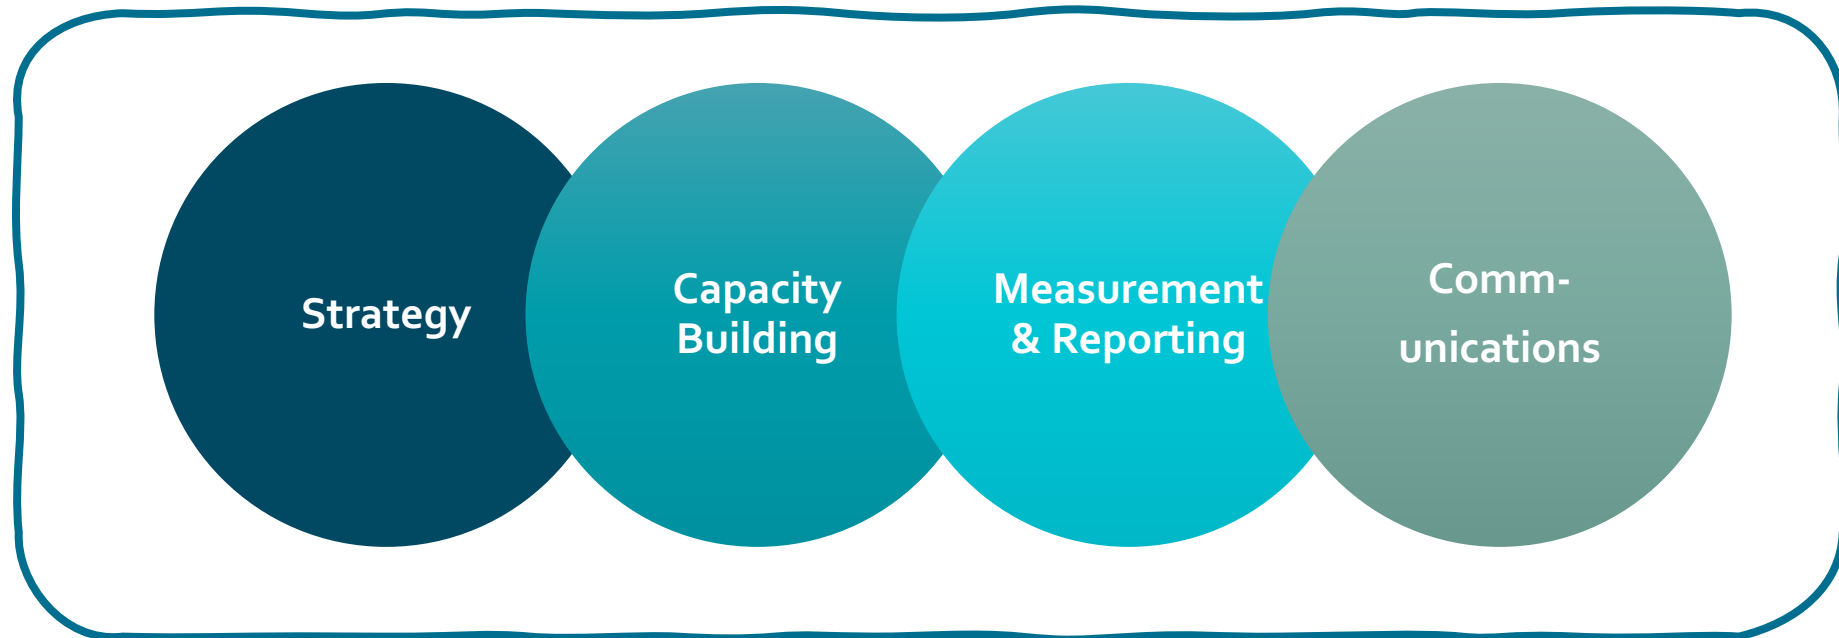 Strategy
Capacity
Building
Measurement
& Reporting
Comm-
unications